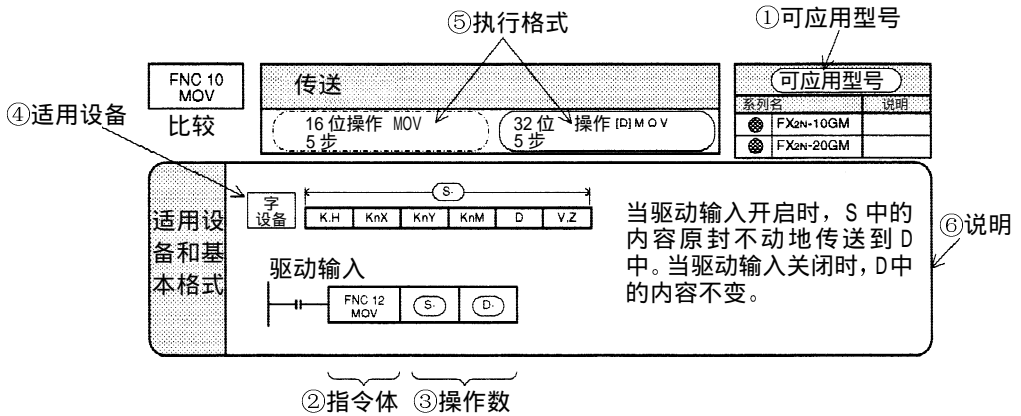 ⑤执行格式
①可应用型号
FNC 10
MOV
传送
可应用型号
系列名 说明
④适用设备
比较
16 位操作 MOV
5 步
32 位 操作 [D] M O V
5 步
FX2N-10GM
FX2N-20GM
适用设
备和基
本格式
字
设备
S·
K.H KnX KnY KnM D V.Z
当驱动输入开启时，S 中的
内容原封不动地传送到 D
中。当驱动输入关闭时，D中
的内容不变。
⑥说明
驱动输入
FNC 12
MOV
S·
D·
②指令体 ③操作数